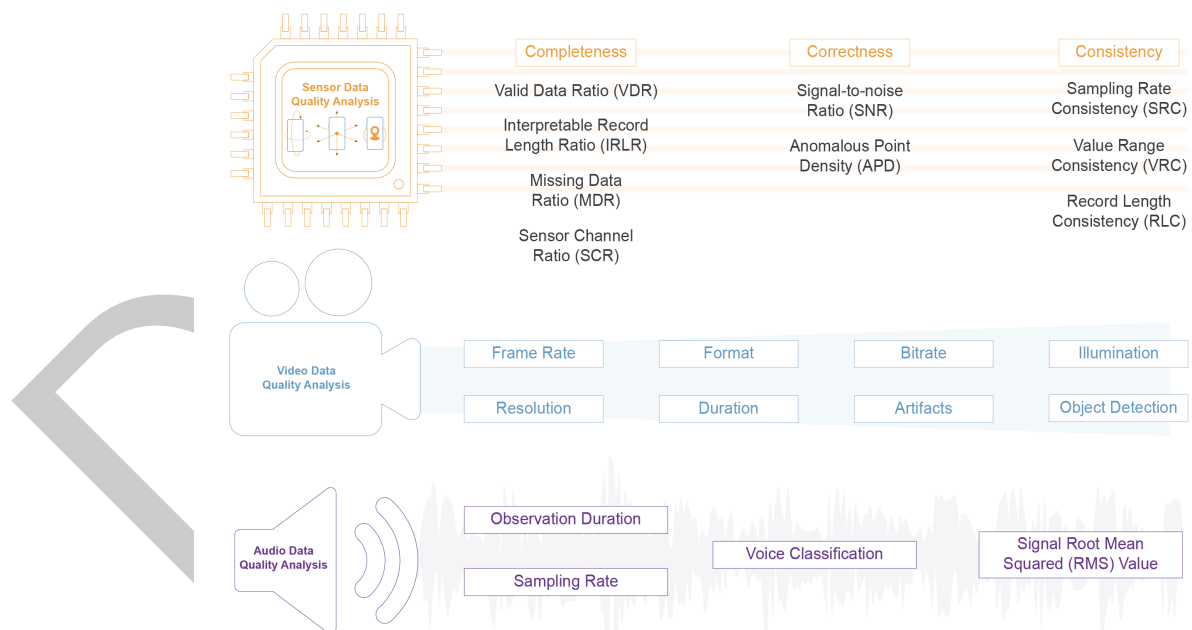 Sensor Data
Quality Analysis
Completeness
Valid Data Ratio (VDR)
Interpretable Record
Length Ratio (IRLR)
Missing Data
Ratio (MDR)
Sensor Channel
Ratio (SCR)
Correctness
Signal-to-noise
Ratio (SNR)
Anomalous Point
Density (APD)
Consistency
Sampling Rate
Consistency (SRC)
Value Range
Consistency (VRC)
Record Length
Consistency (RLC)
Video Data
Quality Analysis
Frame Rate
Format
Bitrate
Illumination
Resolution
Duration
Artifacts
Object Detection
Audio Data
Quality Analysis
Observation Duration
Sampling Rate
Voice Classification
Signal Root Mean
Squared (RMS) Value